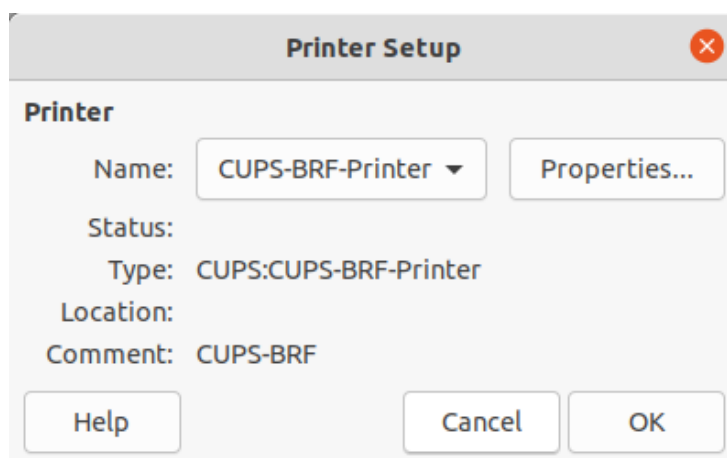 Printer Setup
Printer
Name: CUPS-BRF-Printer Properties...
Status:
Type: CUPS:CUPS-BRF-Printer
Location:
Comment: CUPS-BRF
Help Cancel OK